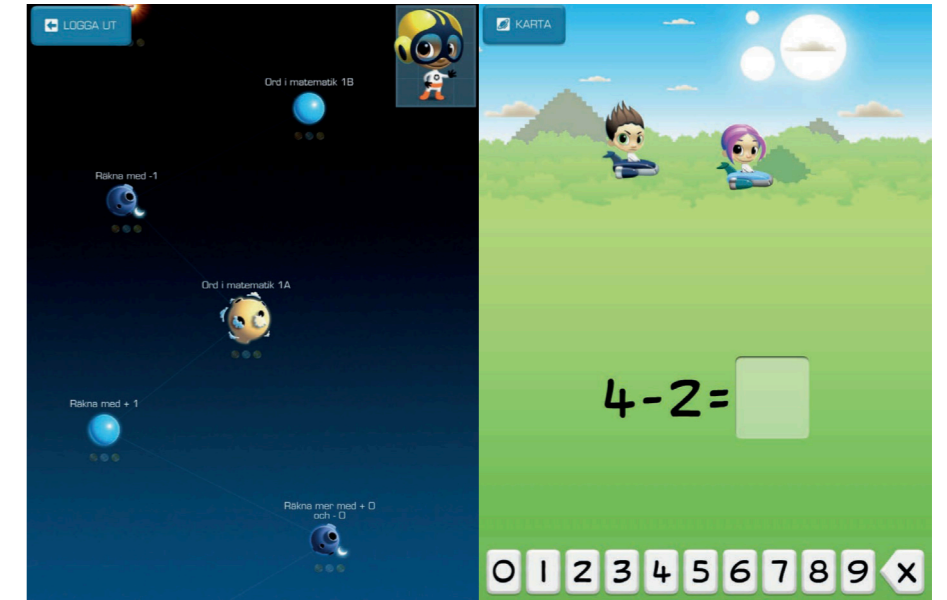 LOGGA UT
Ord i matematik 1B
Räkna med -1
Ord i matematik 1A
Räkna med + 1
Räkna mer med + 0
och - 0
KARTA
4-2=
0 1 2 3 4 5 6 7 8 9 X